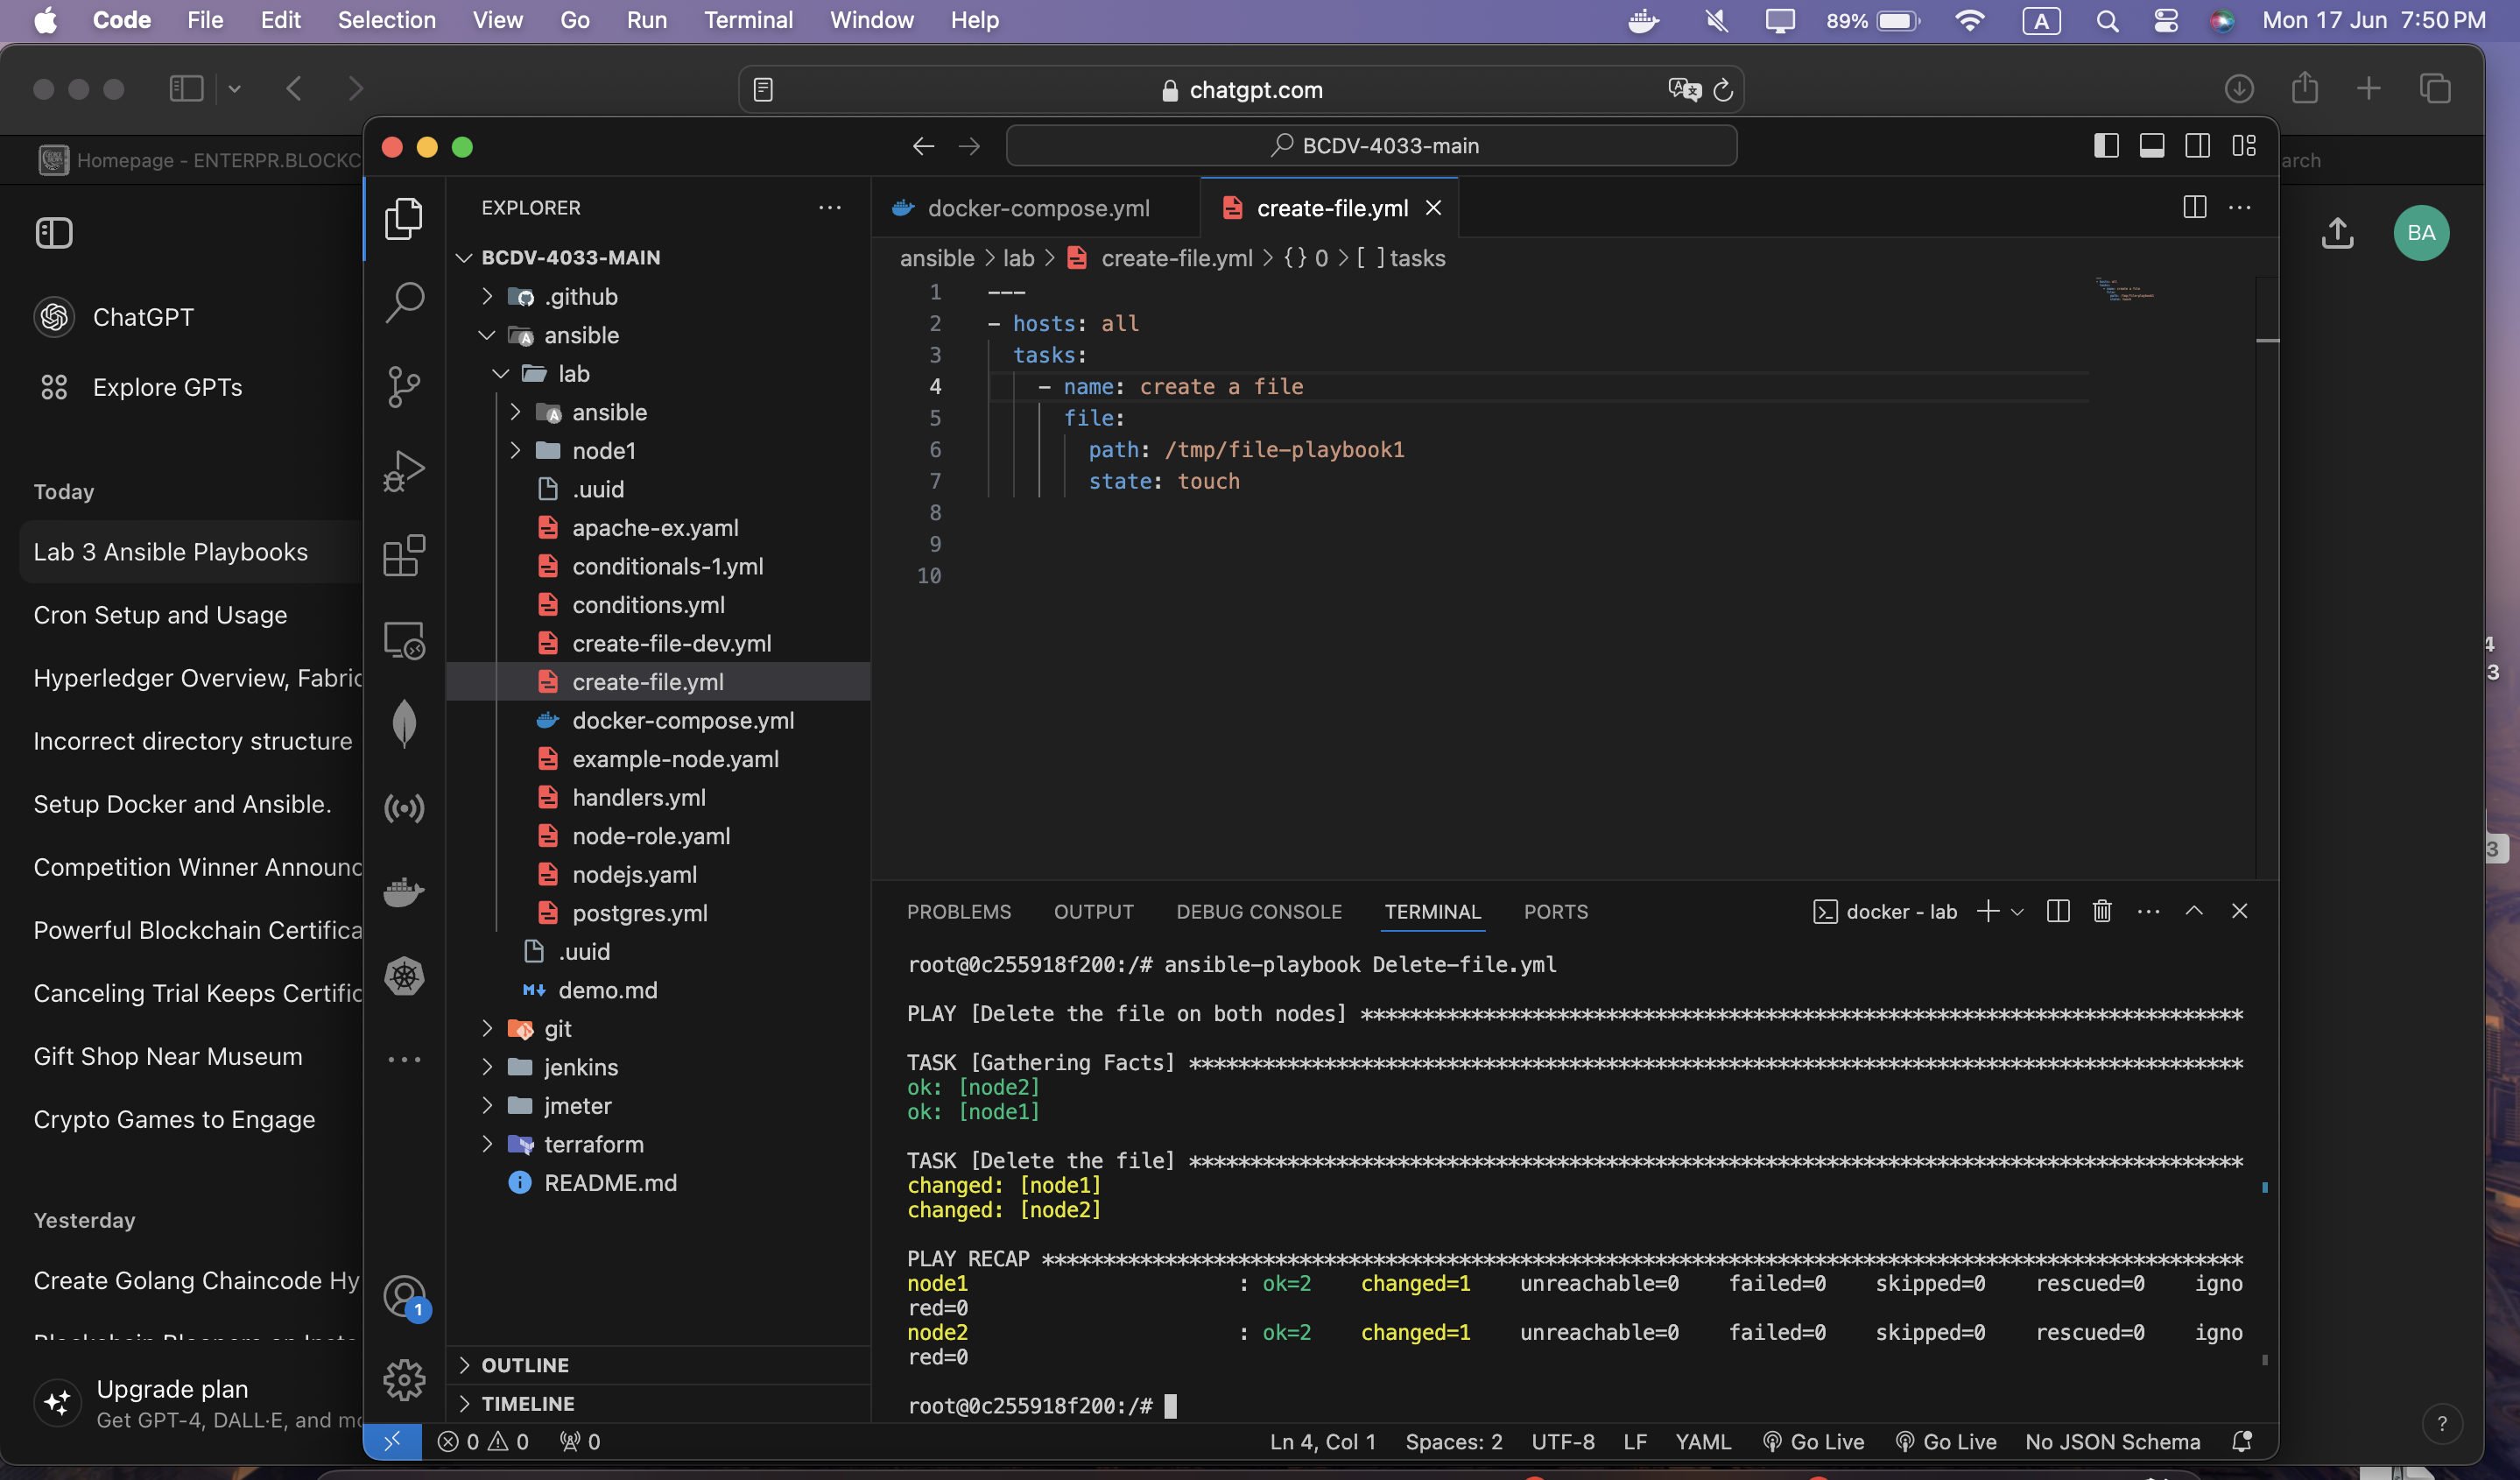 Code File Edit Selection View Go Run Terminal Window Help 89% A Mon 17 Jun 7:50 PM
chatgpt.com
Homepage - ENTERPR.BLOCKC
arch
BCDV-4033-main
BA
ChatGPT
Explore GPTs
Today
Lab 3 Ansible Playbooks
Cron Setup and Usage
Hyperledger Overview, Fabric
Incorrect directory structure
Setup Docker and Ansible.
Competition Winner Announc
Powerful Blockchain Certifica
Canceling Trial Keeps Certific
Gift Shop Near Museum
Crypto Games to Engage
Yesterday
Create Golang Chaincode Hy
Upgrade plan
Get GPT-4, DALL·E, and mo
1
EXPLORER
BCDV-4033-MAIN
.github
ansible
lab
ansible
node1
.uuid
apache-ex.yaml
conditionals-1.yml
conditions.yml
create-file-dev.yml
create-file.yml
docker-compose.yml
example-node.yaml
handlers.yml
node-role.yaml
nodejs.yaml
postgres.yml
.uuid
demo.md
git
jenkins
jmeter
terraform
README.md
OUTLINE
TIMELINE
docker-compose.yml create-file.yml
ansible > lab > create-file.yml > {} 0 > [ ] tasks
1 ---
2 - hosts: all
3 tasks:
4 - name: create a file
5 file:
6 path: /tmp/file-playbook1
7 state: touch
8
9
10
PROBLEMS OUTPUT DEBUG CONSOLE TERMINAL PORTS docker - lab
root@0c255918f200:/# ansible-playbook Delete-file.yml
PLAY [Delete the file on both nodes] ************************************************************************
TASK [Gathering Facts] **************************************************************************************
ok: [node2]
ok: [node1]
TASK [Delete the file] **************************************************************************************
changed: [node1]
changed: [node2]
PLAY RECAP **************************************************************************************************
node1 : ok=2 changed=1 unreachable=0 failed=0 skipped=0 rescued=0 igno
red=0
node2 : ok=2 changed=1 unreachable=0 failed=0 skipped=0 rescued=0 igno
red=0
root@0c255918f200:/#
0 0 0 Ln 4, Col 1 Spaces: 2 UTF-8 LF YAML Go Live Go Live No JSON Schema
4
3
3
?